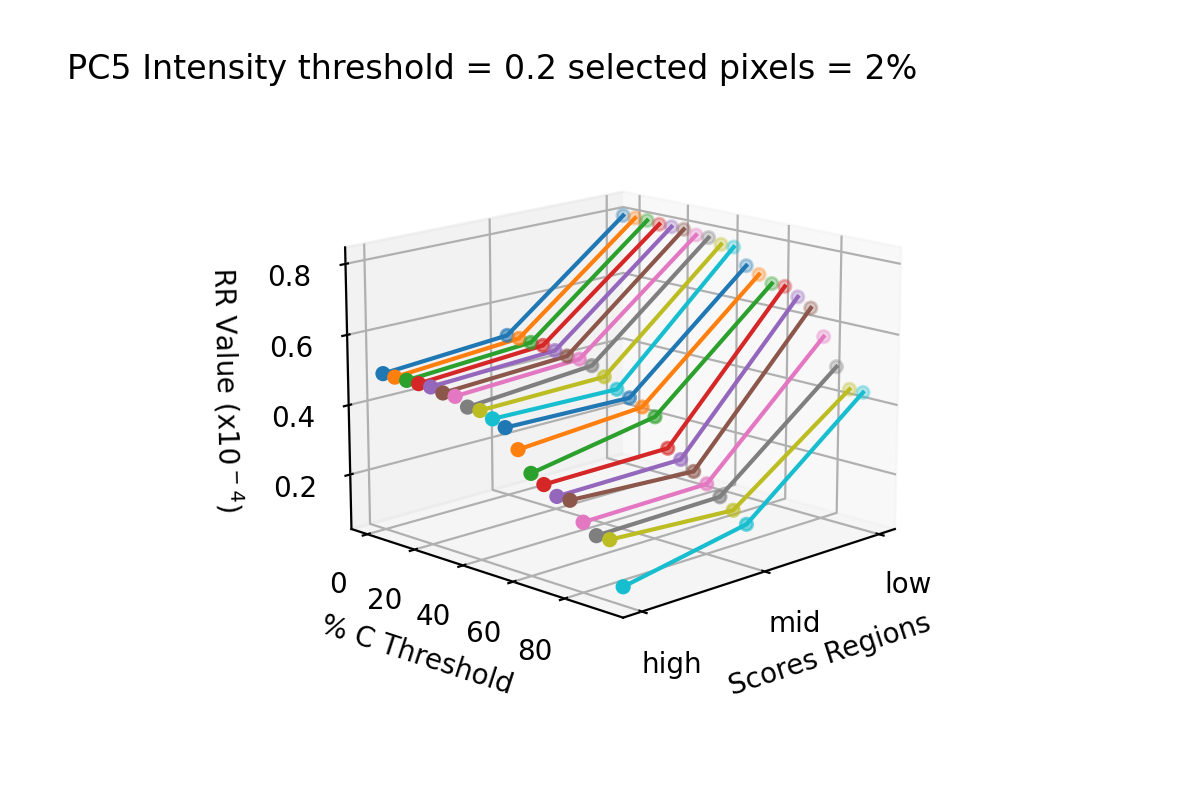 PC5 Intensity threshold = 0.2 selected pixels = 2%
RR Value (x10⁻⁴)
0.8
0.6
0.4
0.2
0
20
40
60
80
% C Threshold
high
mid
low
Scores Regions